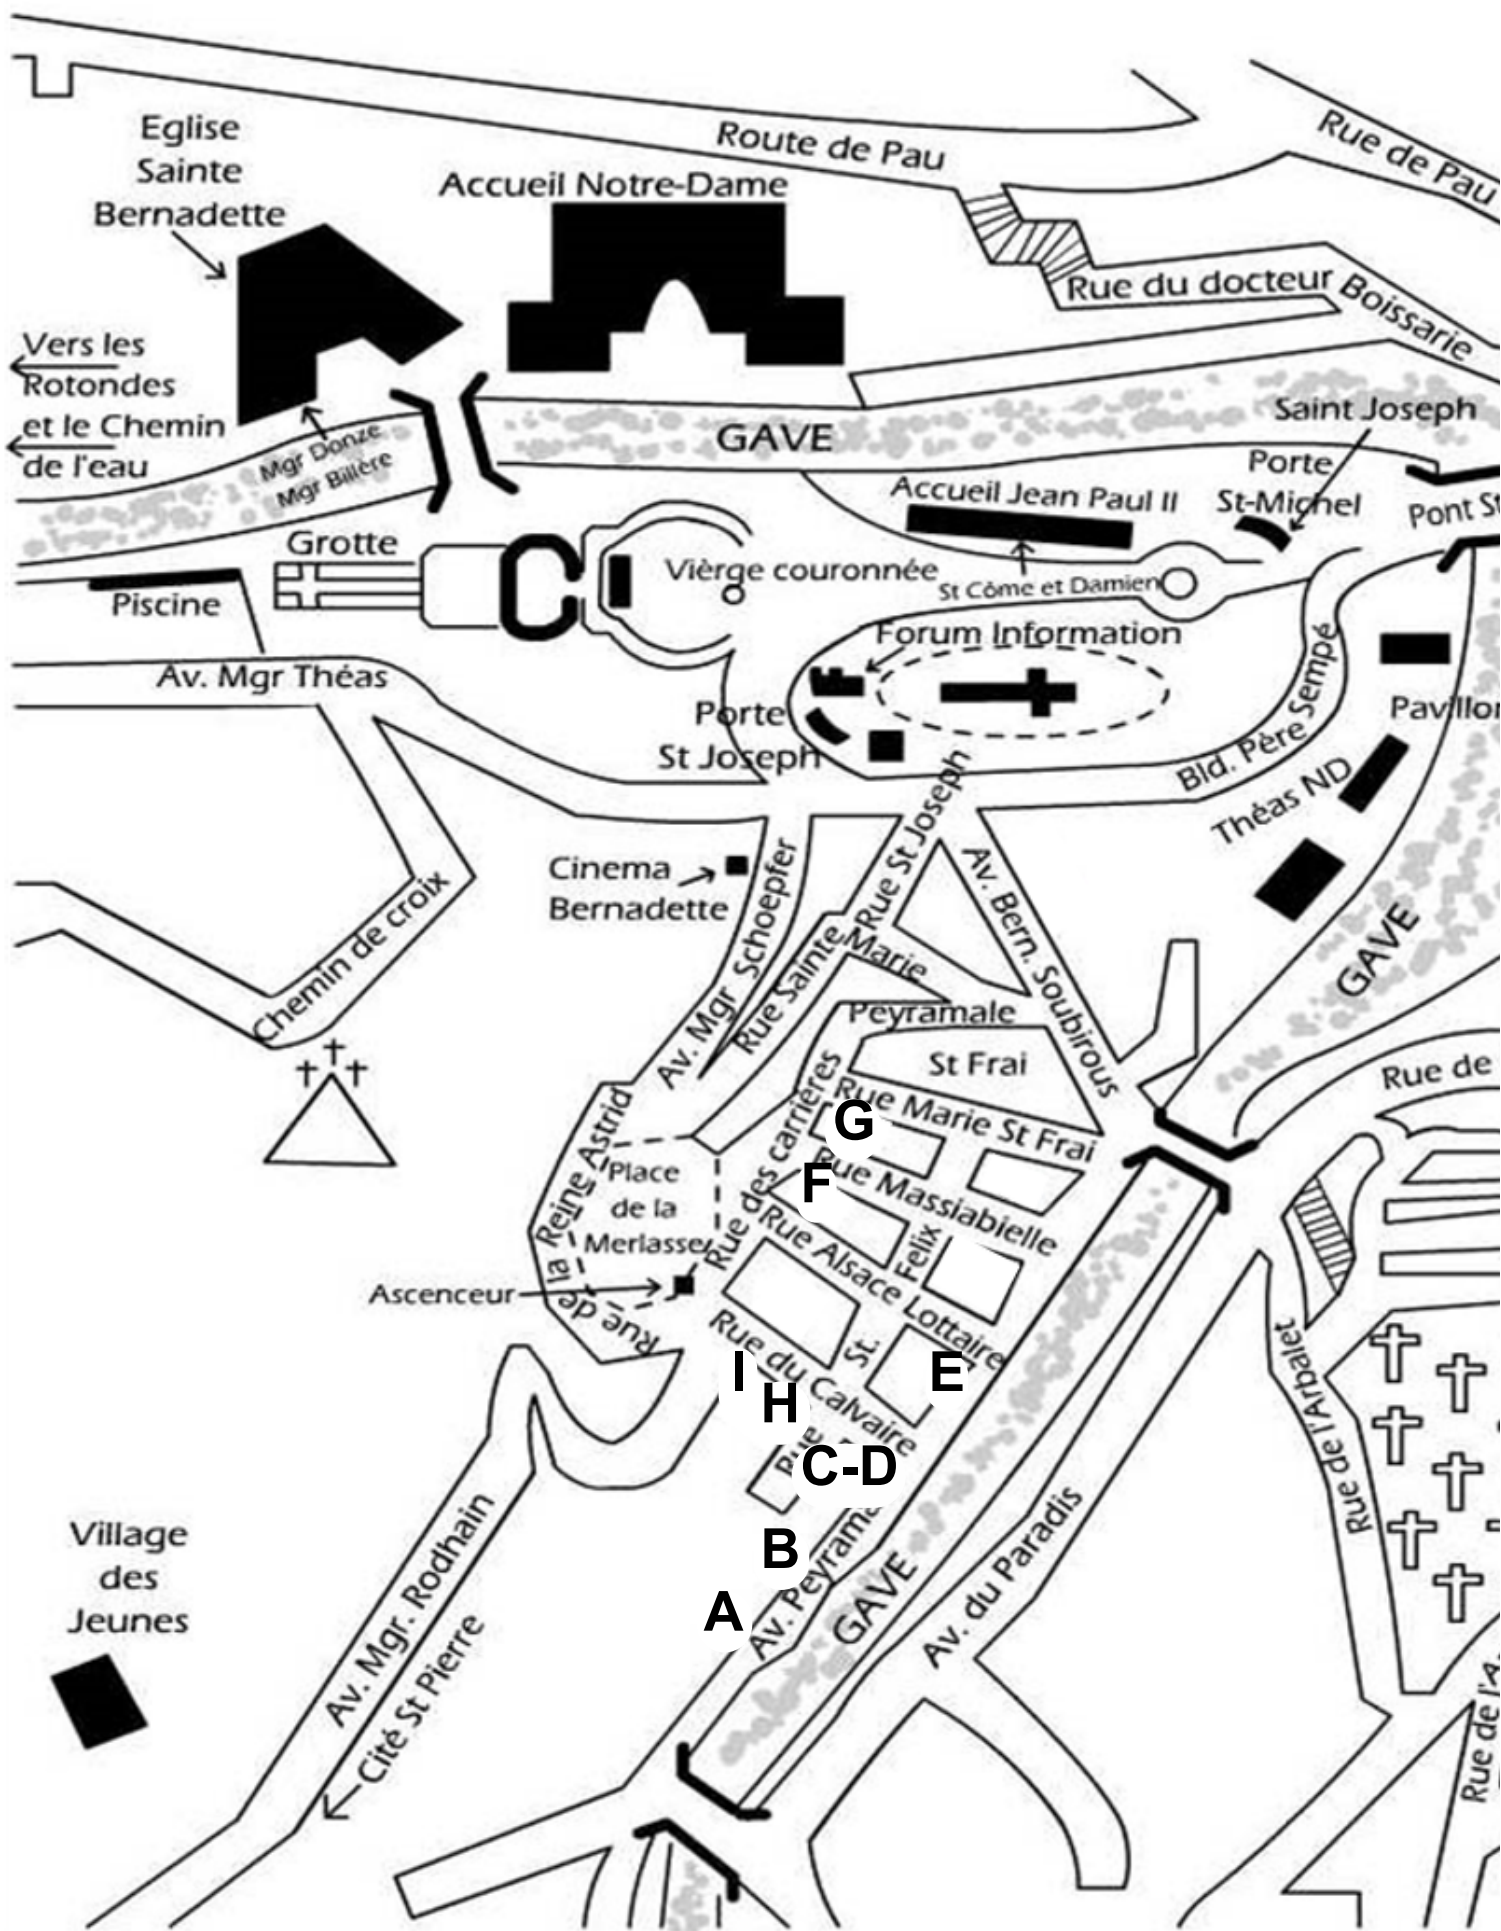 Route de Pau
Rue de Pau
Eglise
Sainte
Bernadette
Accueil Notre-Dame
Rue du docteur Boissarie
Vers les
Rotondes
et le Chemin
de l'eau
Mgr Donze
Mgr Billère
GAVE
Saint Joseph
Porte
St-Michel
Accueil Jean Paul II
Pont St
Grotte
Vièrge couronnée
St Côme et Damien
Piscine
Forum Information
Av. Mgr Théas
Porte
St Joseph
Bld. Père Sempé
Pavillon
Théas ND
Cinema
Bernadette
Av. Mgr Schoepfer
Rue St Joseph
Av. Bern. Soubirous
Chemin de croix
Rue Sainte Marie
GAVE
Peyramale
St Frai
Rue de
Rue Marie St Frai
G
Rue des carrières
Rue de la Reine Astrid
Place
de la
Merlasse
F
Rue Massiabielle
Rue Alsace Lottaire
Rue St. Felix
Ascenceur
Rue du Calvaire
I
H
E
C-D
B
A
Av. Peyrama
GAVE
Av. du Paradis
Rue de l'Arbalet
Village
des
Jeunes
Av. Mgr. Rodhain
Cité St Pierre
Rue de l'A